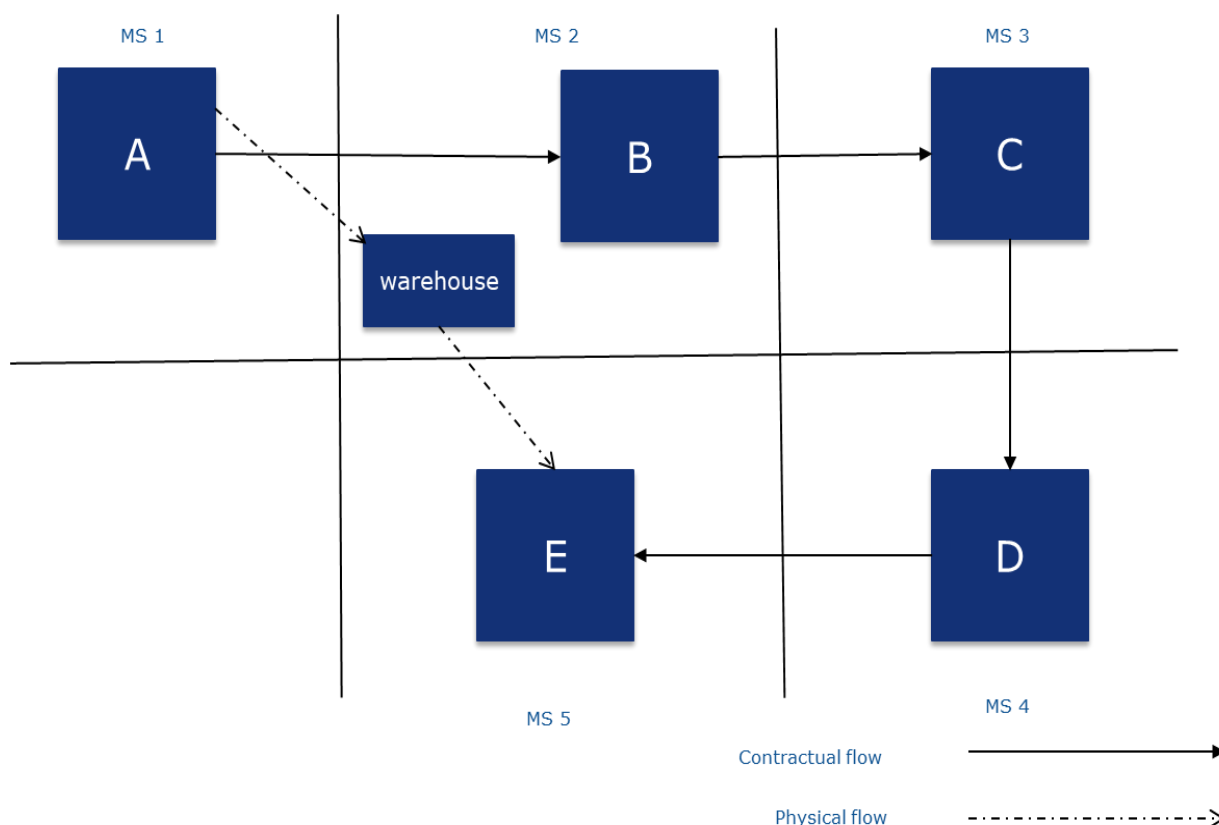 MS 1
MS 2
MS 3
A
B
C
warehouse
E
D
MS 5
MS 4
Contractual flow
Physical flow